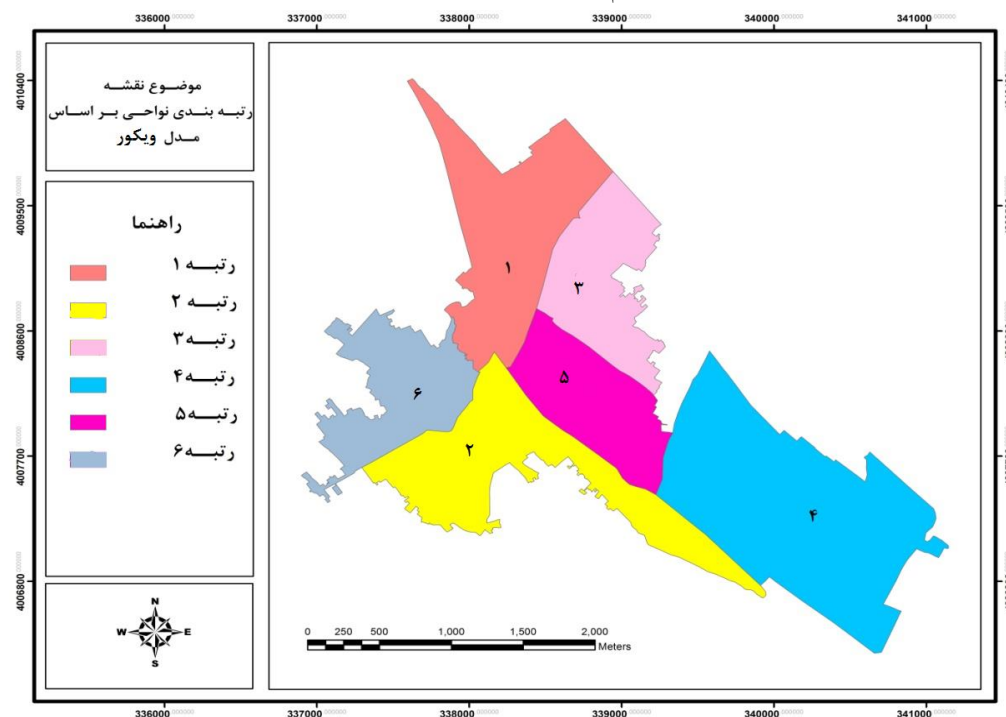 336000 337000 338000 339000 340000 341000
موضوع نقشه
رتبه بندی نواحی بر اساس
مدل ویکور
راهنما
رتبه ۱
رتبه ۲
رتبه ۳
رتبه ۴
رتبه ۵
رتبه ۶
4010400
4009500
4008600
4007700
4006800
۱
۳
۵
۶
۲
۴
N
W E
S
0 250 500 1,000 1,500 2,000
Meters
336000 337000 338000 339000 340000 341000